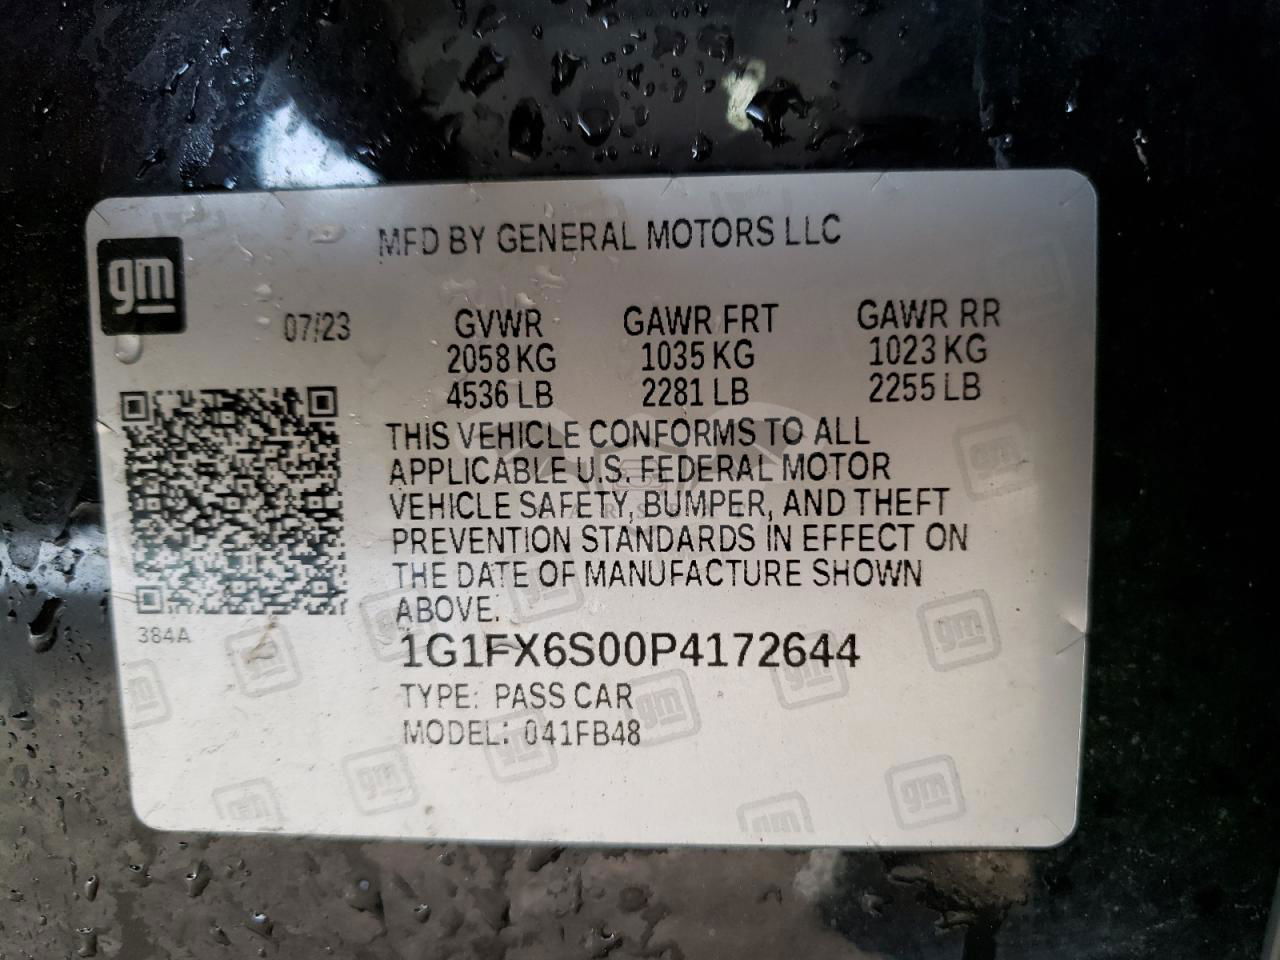 MFD BY GENERAL MOTORS LLC
gm
07/23
GVWR GAWR FRT GAWR RR
2058 KG 1035 KG 1023 KG
4536 LB 2281 LB 2255 LB
THIS VEHICLE CONFORMS TO ALL
APPLICABLE U.S. FEDERAL MOTOR
VEHICLE SAFETY, BUMPER, AND THEFT
PREVENTION STANDARDS IN EFFECT ON
THE DATE OF MANUFACTURE SHOWN
ABOVE.
384A
1G1FX6S00P4172644
TYPE: PASS CAR
MODEL: 041FB48